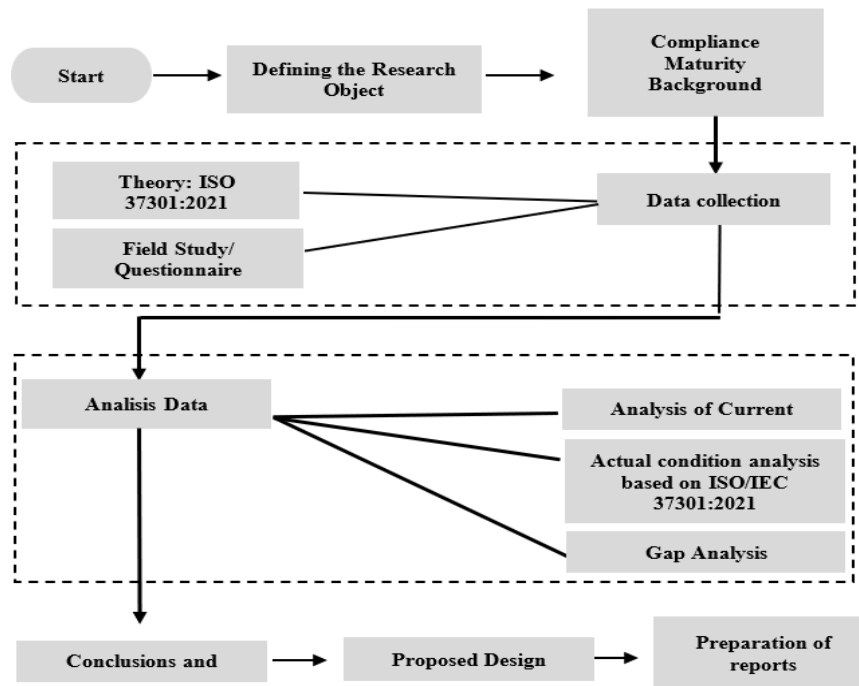 Start
Defining the Research
Object
Compliance
Maturity
Background
Theory: ISO
37301:2021
Data collection
Field Study/
Questionnaire
Analisis Data
Analysis of Current
Actual condition analysis
based on ISO/IEC
37301:2021
Gap Analysis
Conclusions and
Proposed Design
Preparation of
reports